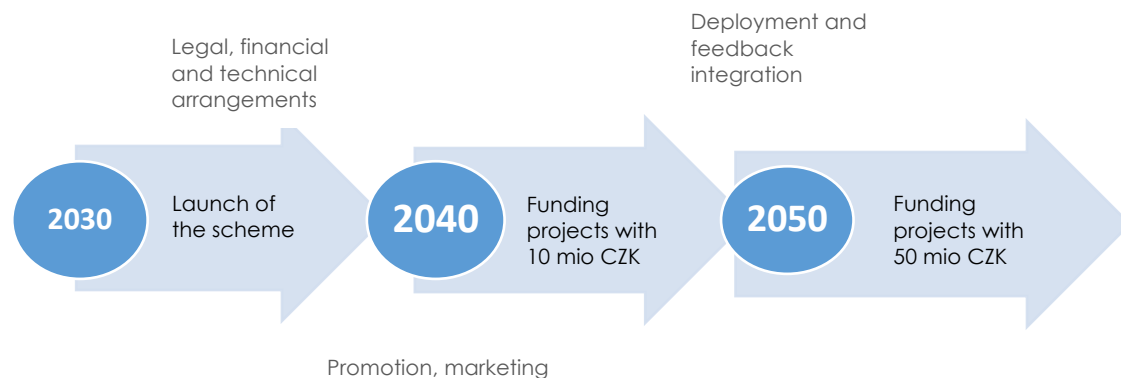 Legal, financial
and technical
arrangements
Deployment and
feedback
integration
2030
Launch of
the scheme
2040
Funding
projects with
10 mio CZK
2050
Funding
projects with
50 mio CZK
Promotion, marketing